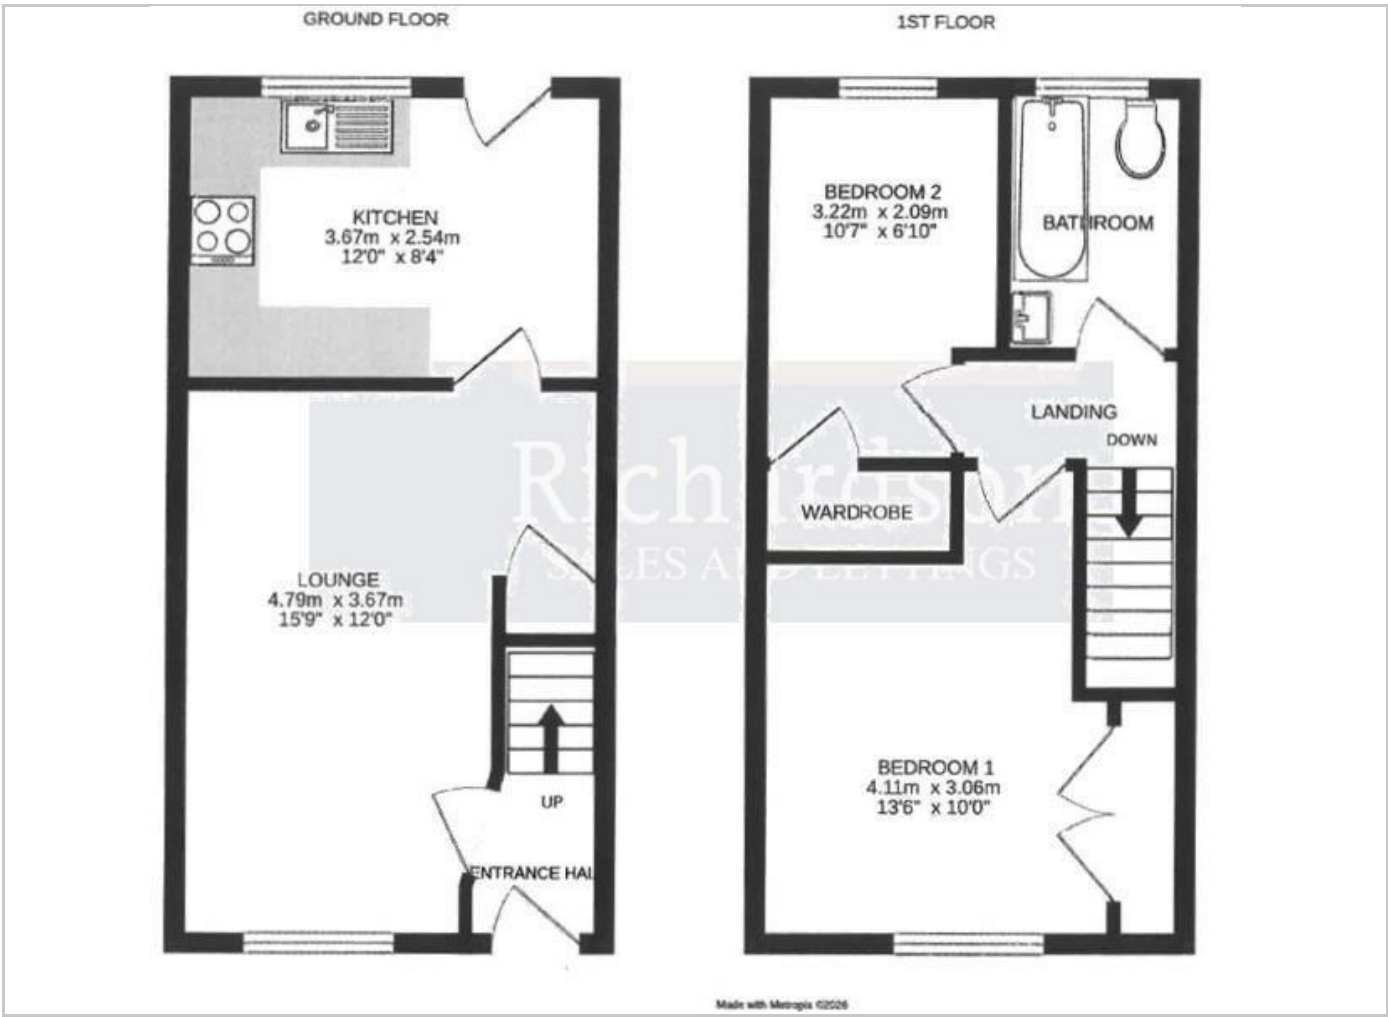 GROUND FLOOR
1ST FLOOR
KITCHEN
3.67m x 2.54m
12'0" x 8'4"
BEDROOM 2
3.22m x 2.09m
10'7" x 6'10"
BATHROOM
LANDING
DOWN
Richardson
SALES AND LETTINGS
WARDROBE
LOUNGE
4.79m x 3.67m
15'9" x 12'0"
BEDROOM 1
4.11m x 3.06m
13'6" x 10'0"
UP
ENTRANCE HAL
Made with Metropix ©2026